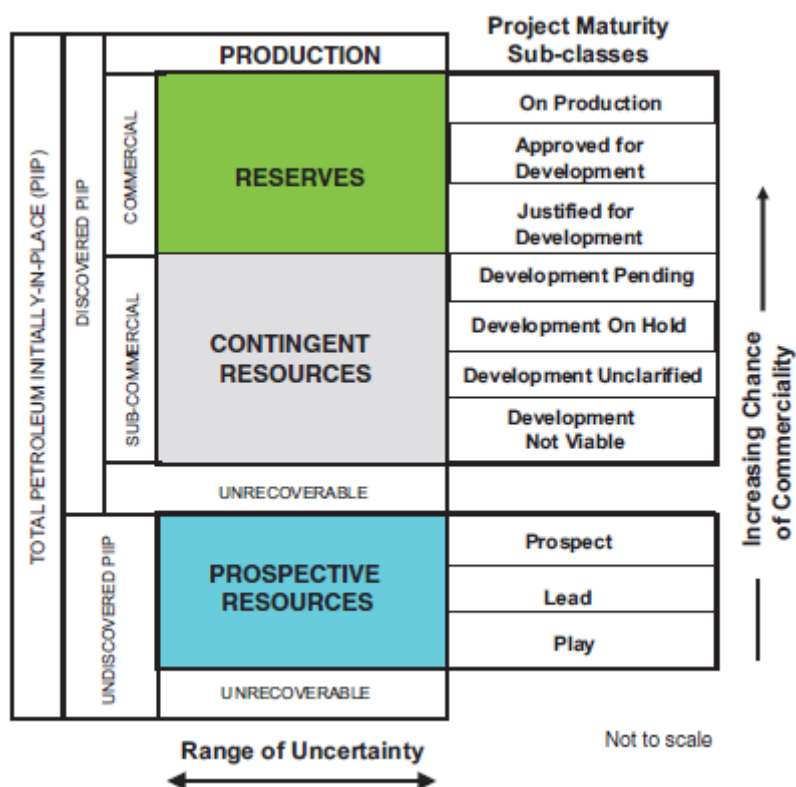 Project Maturity
Sub-classes
PRODUCTION
TOTAL PETROLEUM INITIALLY-IN-PLACE (PIIP)
DISCOVERED PIIP
COMMERCIAL
RESERVES
On Production
Approved for
Development
Justified for
Development
SUB-COMMERCIAL
CONTINGENT
RESOURCES
Development Pending
Development On Hold
Development Unclarified
Development
Not Viable
UNRECOVERABLE
UNDISCOVERED PIIP
PROSPECTIVE
RESOURCES
Prospect
Lead
Play
UNRECOVERABLE
Increasing Chance
of Commerciality
Range of Uncertainty
Not to scale